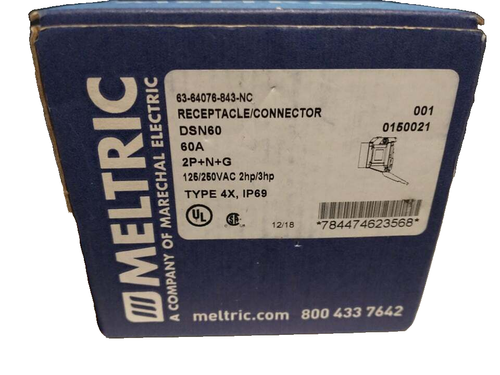 MELTRIC
A COMPANY OF MARECHAL ELECTRIC
63-64076-843-NC
RECEPTACLE/CONNECTOR 001
DSN60 0150021
60A
2P+N+G
125/250VAC 2hp/3hp
TYPE 4X, IP69
UL
12/18
*784474623568*
meltric.com 800 433 7642